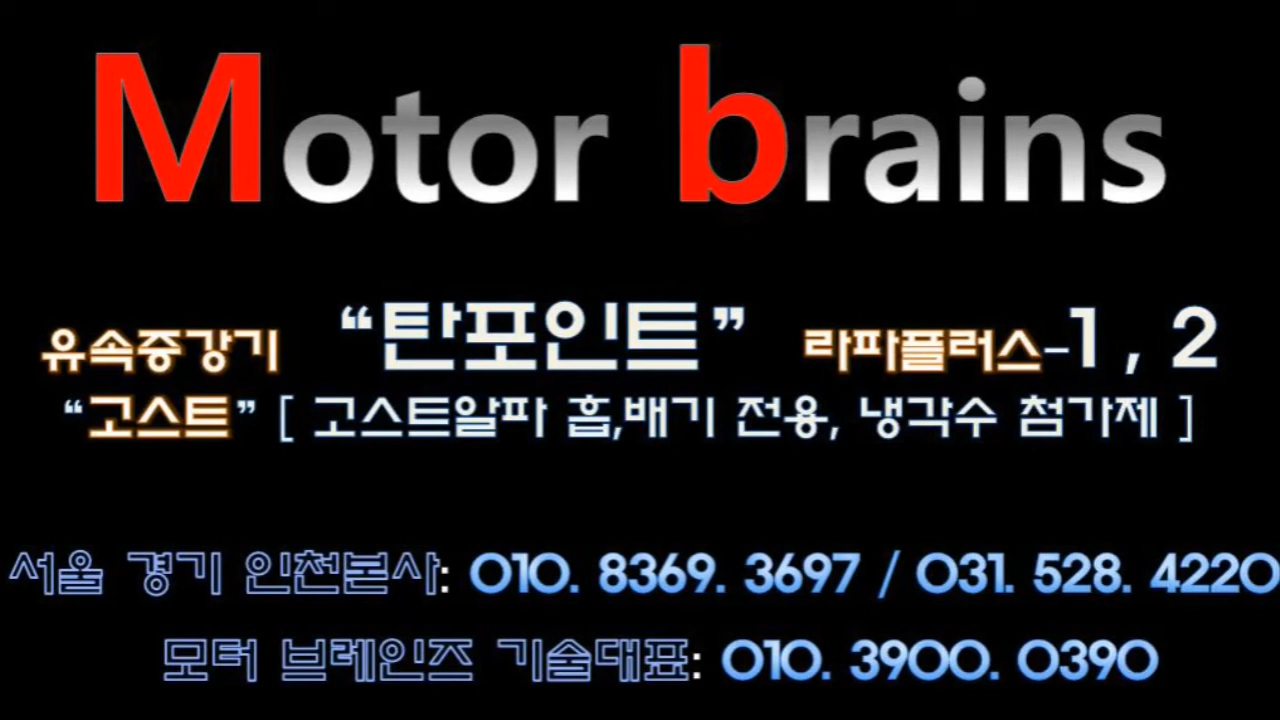 Motor brains
유속증강기 “탄포인트” 라파플러스-1 , 2
“고스트” [ 고스트알파 흡,배기 전용, 냉각수 첨가제 ]
서울 경기 인천본사: 010. 8369. 3697 / 031. 528. 4220
모터 브레인즈 기술대표: 010. 3900. 0390